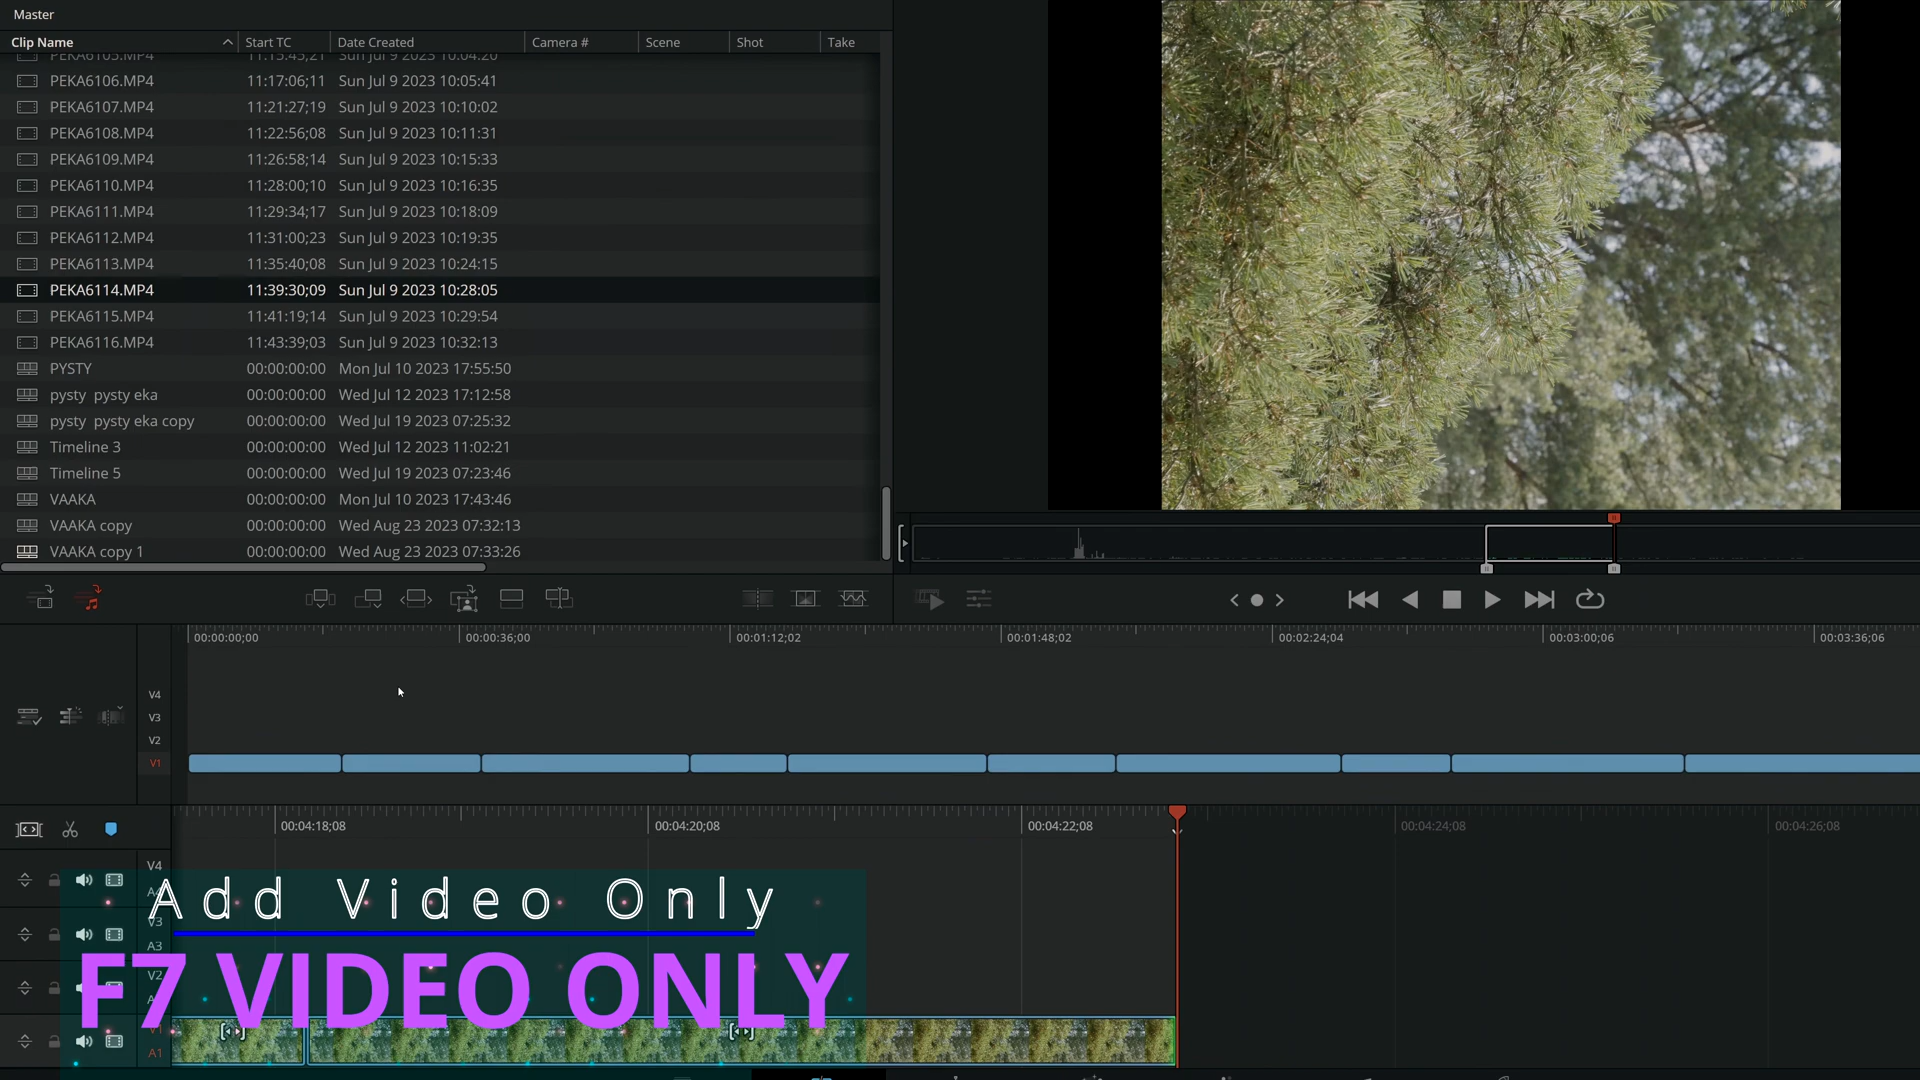 Master
Clip Name Start TC Date Created Camera # Scene Shot Take
PEKA6105.MP4 11:15:45;21 Sun Jul 9 2023 10:04:20
PEKA6106.MP4 11:17:06;11 Sun Jul 9 2023 10:05:41
PEKA6107.MP4 11:21:27;19 Sun Jul 9 2023 10:10:02
PEKA6108.MP4 11:22:56;08 Sun Jul 9 2023 10:11:31
PEKA6109.MP4 11:26:58;14 Sun Jul 9 2023 10:15:33
PEKA6110.MP4 11:28:00;10 Sun Jul 9 2023 10:16:35
PEKA6111.MP4 11:29:34;17 Sun Jul 9 2023 10:18:09
PEKA6112.MP4 11:31:00;23 Sun Jul 9 2023 10:19:35
PEKA6113.MP4 11:35:40;08 Sun Jul 9 2023 10:24:15
PEKA6114.MP4 11:39:30;09 Sun Jul 9 2023 10:28:05
PEKA6115.MP4 11:41:19;14 Sun Jul 9 2023 10:29:54
PEKA6116.MP4 11:43:39;03 Sun Jul 9 2023 10:32:13
PYSTY 00:00:00;00 Mon Jul 10 2023 17:55:50
pysty pysty eka 00:00:00;00 Wed Jul 12 2023 17:12:58
pysty pysty eka copy 00:00:00;00 Wed Jul 19 2023 07:25:32
Timeline 3 00:00:00;00 Wed Jul 12 2023 11:02:21
Timeline 5 00:00:00;00 Wed Jul 19 2023 07:23:46
VAAKA 00:00:00;00 Mon Jul 10 2023 17:43:46
VAAKA copy 00:00:00;00 Wed Aug 23 2023 07:32:13
VAAKA copy 1 00:00:00;00 Wed Aug 23 2023 07:33:26
00:00:00;00 00:00:36;00 00:01:12;02 00:01:48;02 00:02:24;04 00:03:00;06 00:03:36;06
V4
V3
V2
V1
00:04:18;08 00:04:20;08 00:04:22;08 00:04:24;08 00:04:26;08
V4
Add Video Only
V3
A3
V2
F7 VIDEO ONLY
A1